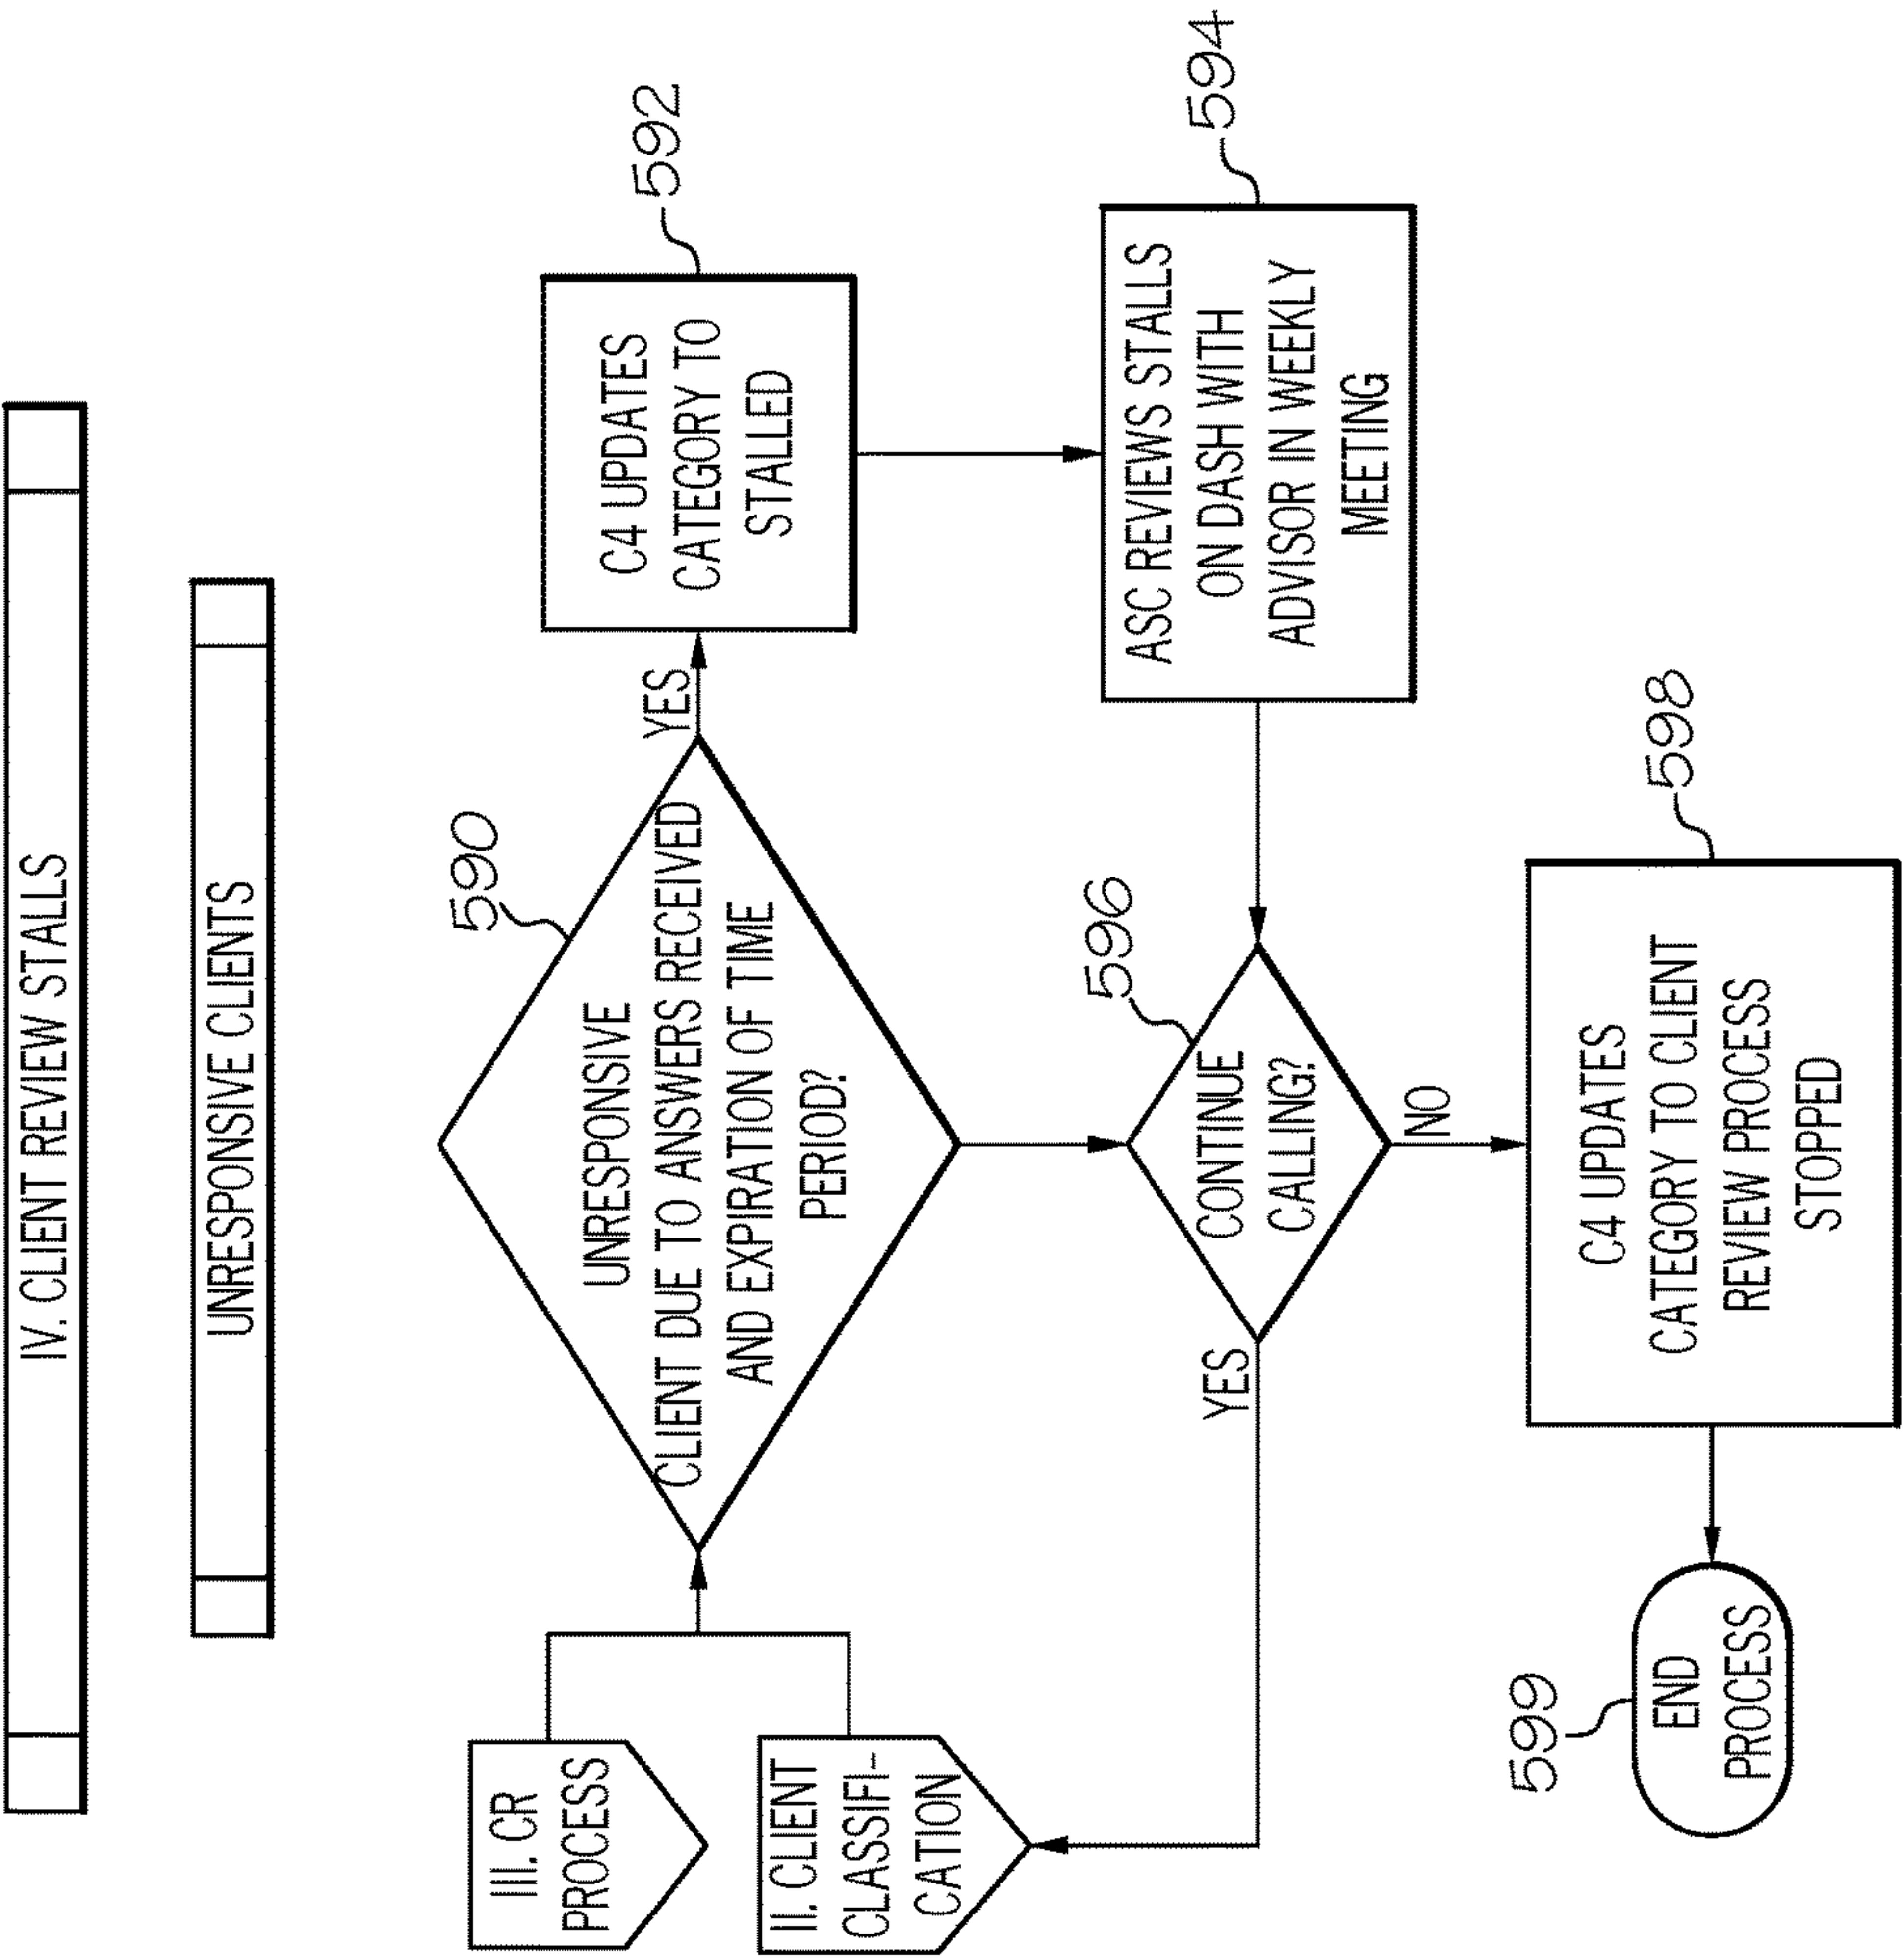 IV. CLIENT REVIEW STALLS
UNRESPONSIVE CLIENTS
III. CR
PROCESS
II. CLIENT
CLASSIFI-
CATION
590
UNRESPONSIVE
CLIENT DUE TO ANSWERS RECEIVED
AND EXPIRATION OF TIME
PERIOD?
YES
592
C4 UPDATES
CATEGORY TO
STALLED
594
ASC REVIEWS STALLS
ON DASH WITH
ADVISOR IN WEEKLY
MEETING
596
CONTINUE
CALLING?
YES
NO
598
C4 UPDATES
CATEGORY TO CLIENT
REVIEW PROCESS
STOPPED
599
END
PROCESS